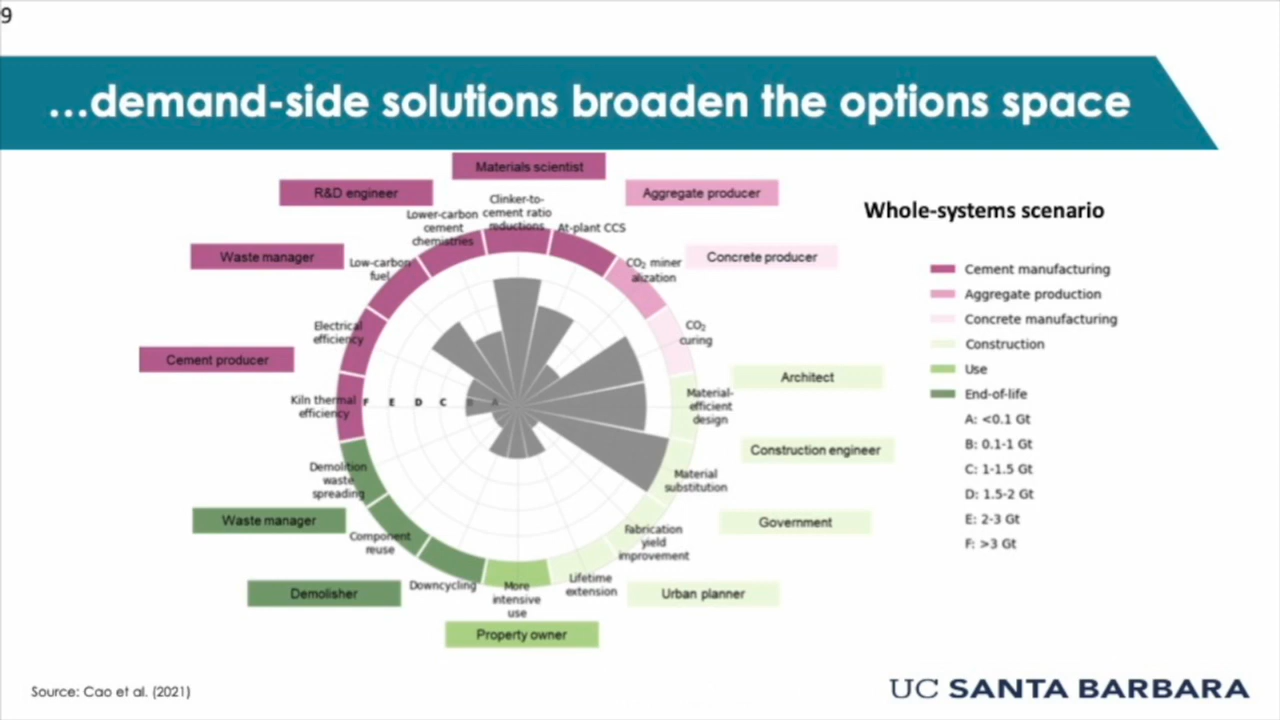 9
...demand-side solutions broaden the options space
Materials scientist
R&D engineer
Aggregate producer
Waste manager
Concrete producer
Cement producer
Architect
Construction engineer
Waste manager
Government
Demolisher
Urban planner
Property owner
Clinker-to-
cement ratio
reductions
Lower-carbon
cement
chemistries
At-plant CCS
Low-carbon
fuel
CO₂ miner
alization
Electrical
efficiency
CO₂
curing
Kiln thermal
efficiency
F E D C B A
Material-
efficient
design
Demolition
waste
spreading
Material
substitution
Component
reuse
Fabrication
yield
improvement
Downcycling
More
intensive
use
Lifetime
extension
Whole-systems scenario
Cement manufacturing
Aggregate production
Concrete manufacturing
Construction
Use
End-of-life
A: <0.1 Gt
B: 0.1-1 Gt
C: 1-1.5 Gt
D: 1.5-2 Gt
E: 2-3 Gt
F: >3 Gt
Source: Cao et al. (2021)
UC SANTA BARBARA